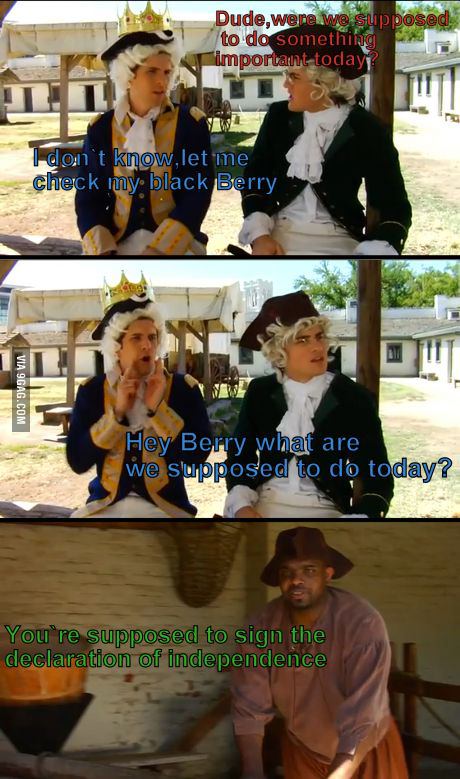 Dude,were we supposed
to do something
important today?
I don`t know,let me
check my black Berry
VIA 9GAG.COM
Hey Berry what are
we supposed to do today?
You`re supposed to sign the
declaration of independence